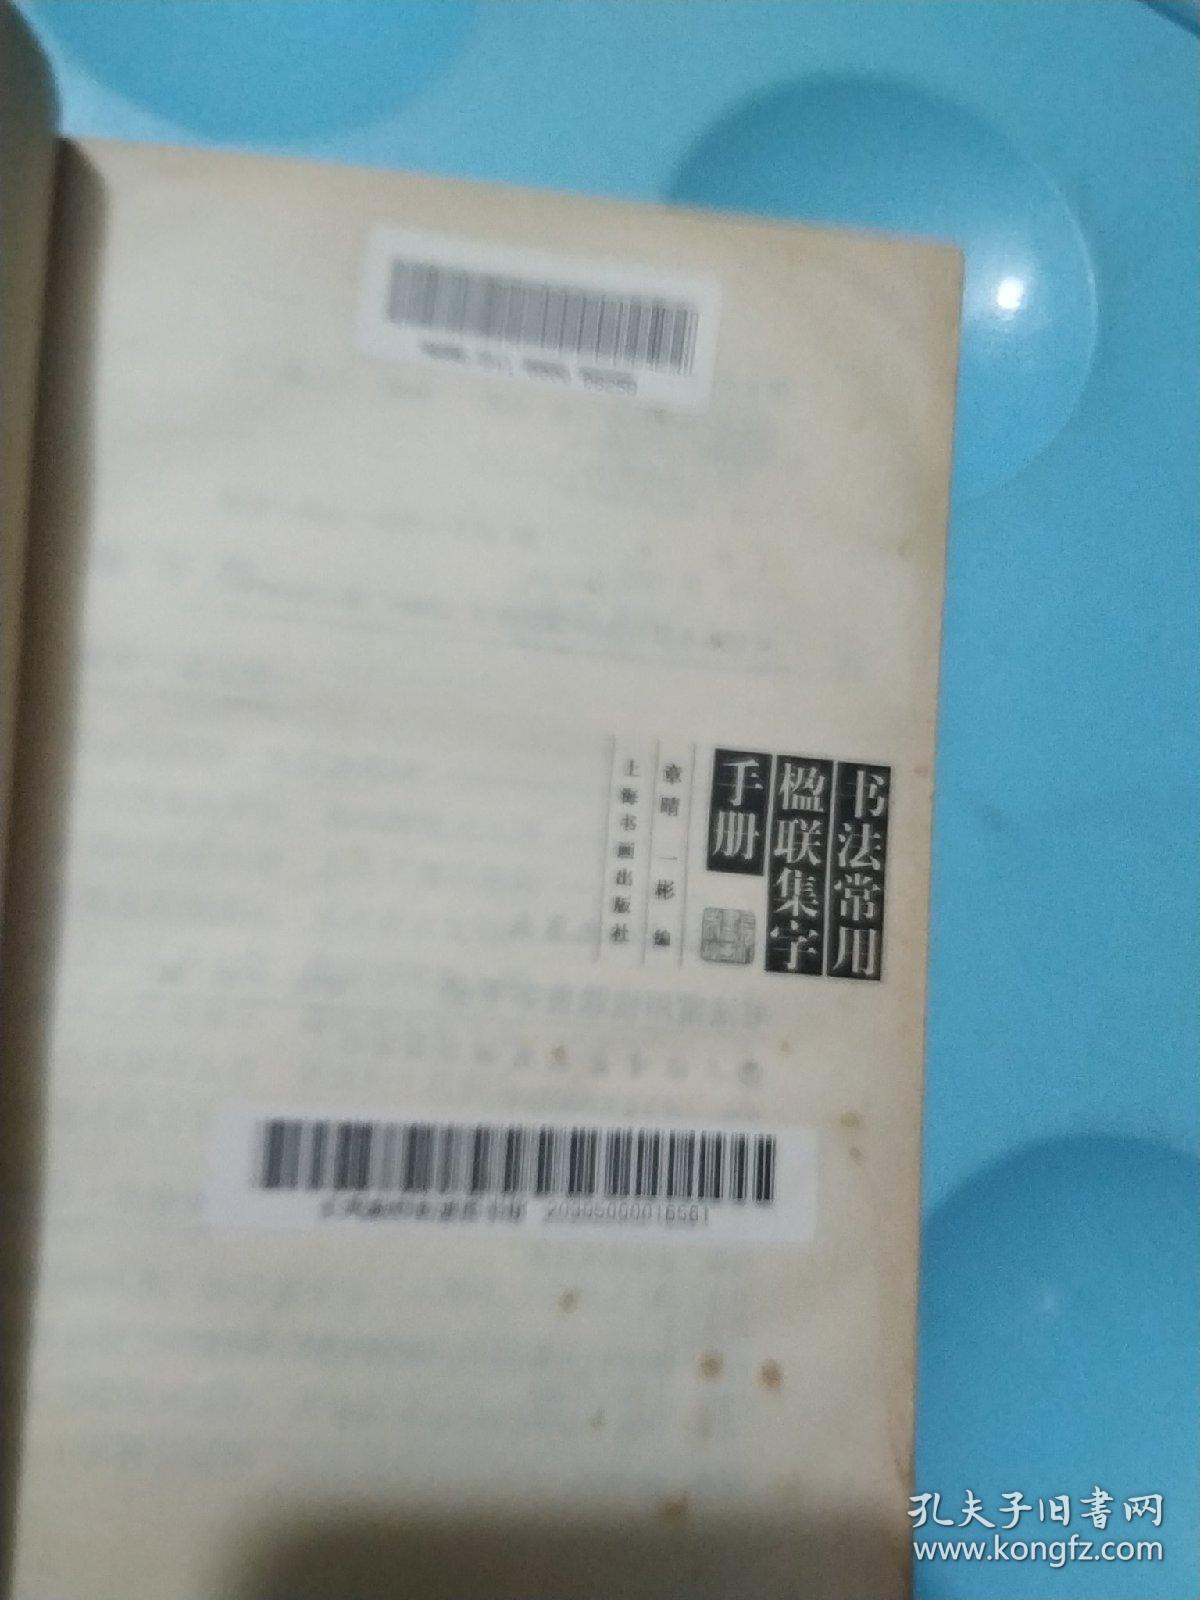 书法常用
楹联集字
手册
章晴 一彬 编
上海书画出版社
20305000016561
孔夫子旧书网
www.kongfz.com